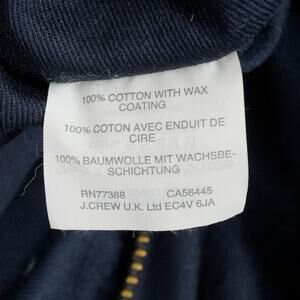 100% COTTON WITH WAX
COATING
100% COTON AVEC ENDUIT DE
CIRE
100% BAUMWOLLE MIT WACHSBE-
SCHICHTUNG
RN77388 CA56445
J.CREW U.K. Ltd EC4V 6JA